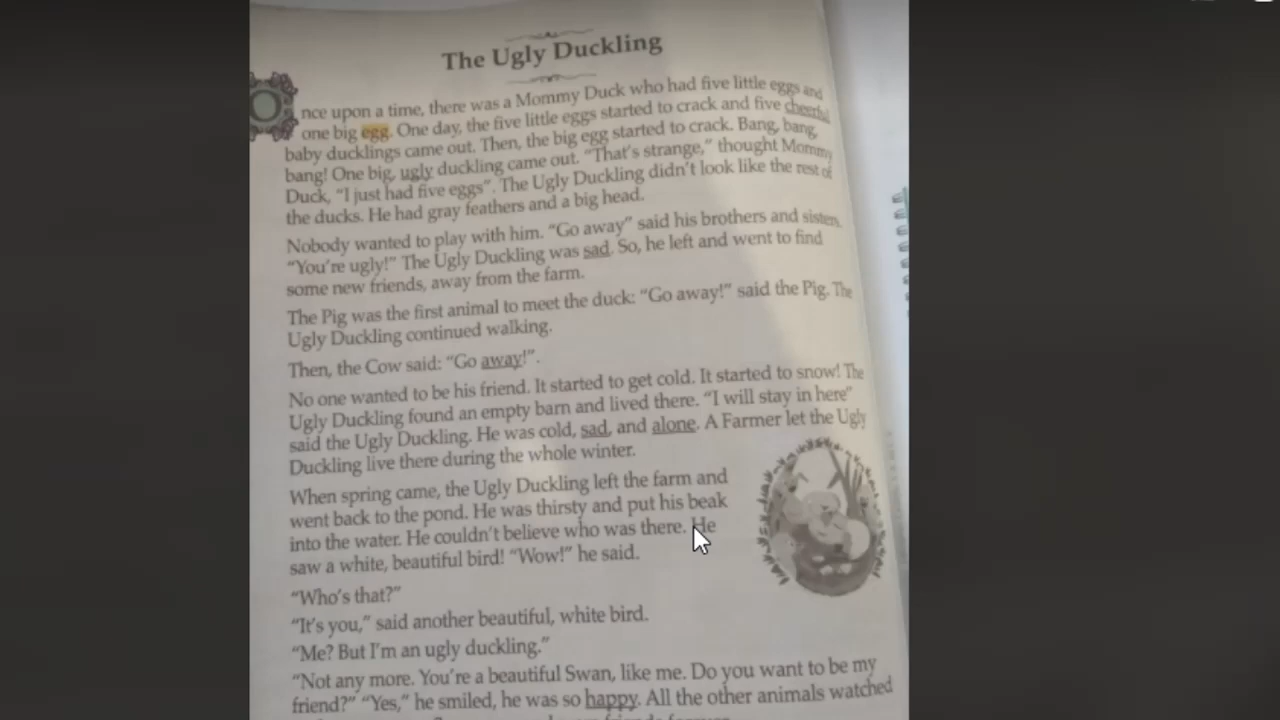 The Ugly Duckling
Once upon a time, there was a Mommy Duck who had five little eggs and
one big egg. One day, the five little eggs started to crack and five cheerful
baby ducklings came out. Then, the big egg started to crack. Bang, bang,
bang! One big, ugly duckling came out. “That’s strange,” thought Mommy
Duck, “I just had five eggs”. The Ugly Duckling didn’t look like the rest of
the ducks. He had gray feathers and a big head.
Nobody wanted to play with him. “Go away” said his brothers and sisters.
“You’re ugly!” The Ugly Duckling was sad. So, he left and went to find
some new friends, away from the farm.
The Pig was the first animal to meet the duck: “Go away!” said the Pig. The
Ugly Duckling continued walking.
Then, the Cow said: “Go away!”.
No one wanted to be his friend. It started to get cold. It started to snow! The
Ugly Duckling found an empty barn and lived there. “I will stay in here”
said the Ugly Duckling. He was cold, sad, and alone. A Farmer let the Ugly
Duckling live there during the whole winter.
When spring came, the Ugly Duckling left the farm and
went back to the pond. He was thirsty and put his beak
into the water. He couldn’t believe who was there. He
saw a white, beautiful bird! “Wow!” he said.
“Who’s that?”
“It’s you,” said another beautiful, white bird.
“Me? But I’m an ugly duckling.”
“Not any more. You’re a beautiful Swan, like me. Do you want to be my
friend?” “Yes,” he smiled, he was so happy. All the other animals watched